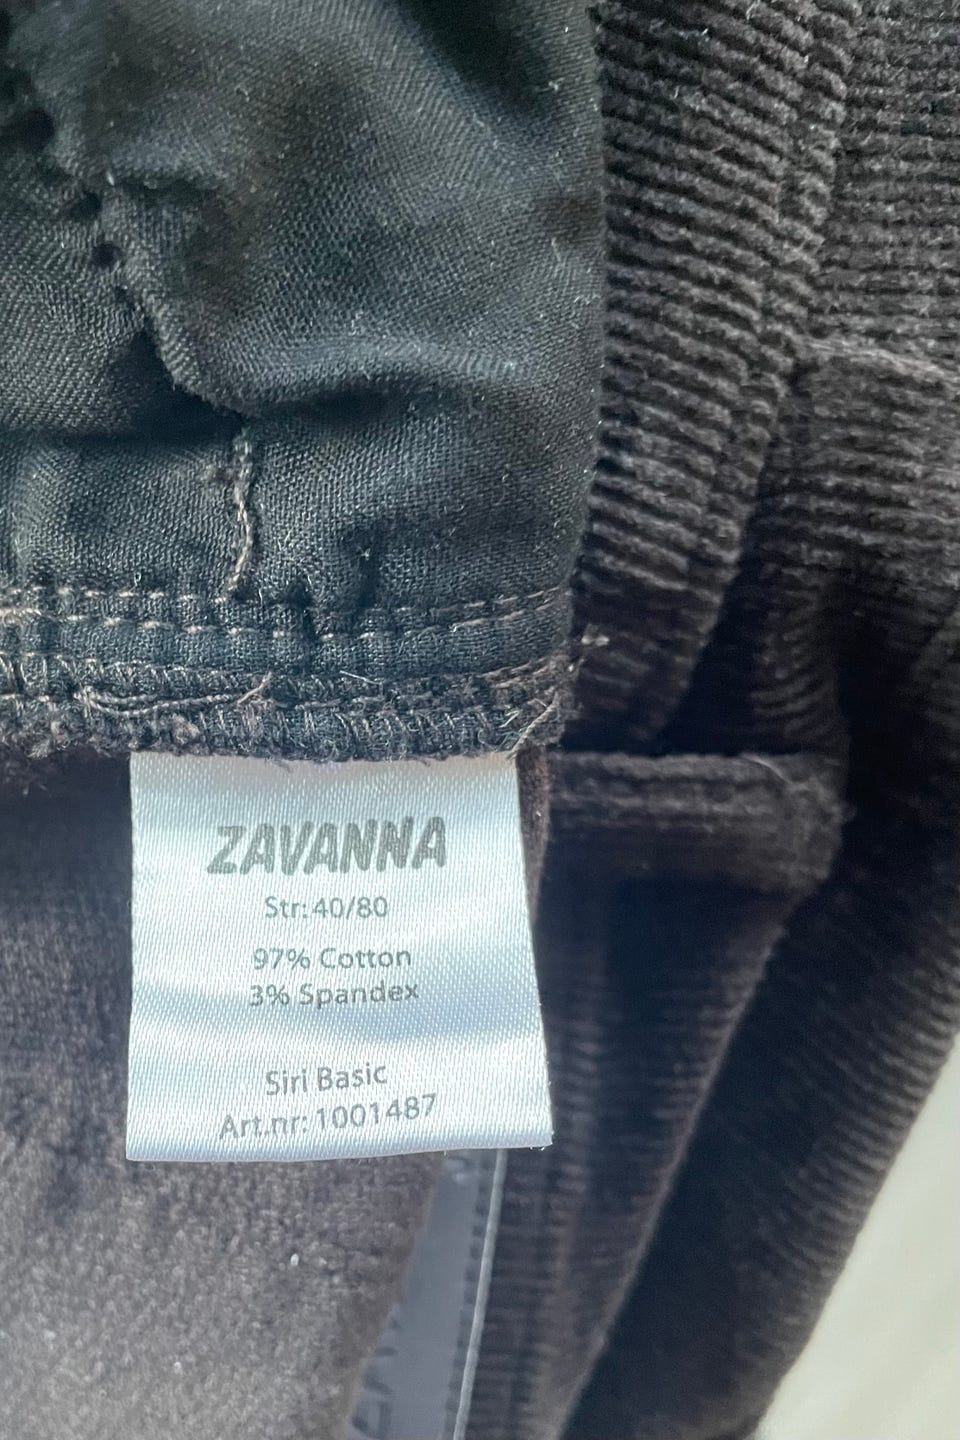 ZAVANNA
Str: 40/80
97% Cotton
3% Spandex
Siri Basic
Art.nr: 1001487